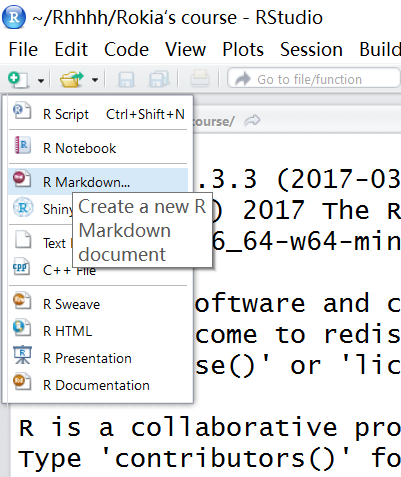 ~/Rhhhh/Rokia‘s course - RStudio
File Edit Code View Plots Session Build
Go to file/function
R Script Ctrl+Shift+N
course/
R Notebook
R Markdown...
.3.3 (2017-03
Shiny
) 2017 The R
Create a new R
Markdown
document
Text
6_64-w64-min
C++ File
R Sweave
oftware and c
R HTML
come to redis
R Presentation
se()' or 'lic
R Documentation
R is a collaborative pro
Type 'contributors()' fo